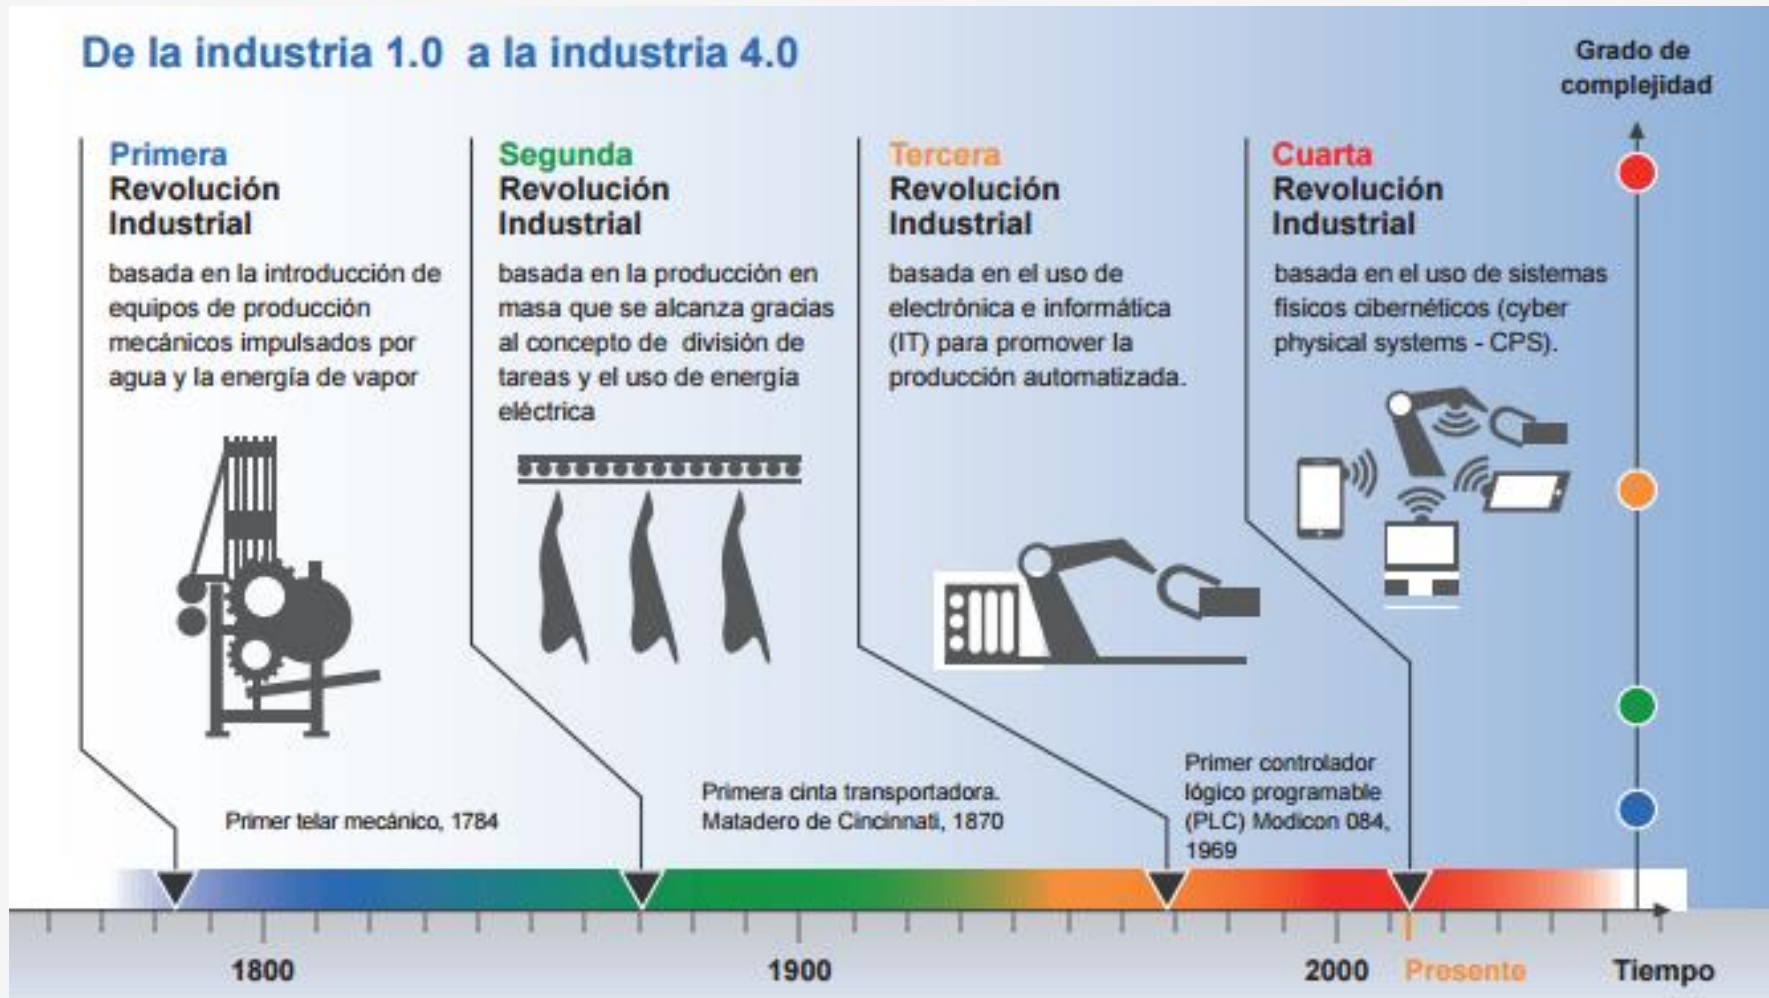 De la industria 1.0 a la industria 4.0
Grado de
complejidad
Primera
Revolución
Industrial
basada en la introducción de
equipos de producción
mecánicos impulsados por
agua y la energía de vapor
Segunda
Revolución
Industrial
basada en la producción en
masa que se alcanza gracias
al concepto de división de
tareas y el uso de energía
eléctrica
Tercera
Revolución
Industrial
basada en el uso de
electrónica e informática
(IT) para promover la
producción automatizada.
Cuarta
Revolución
Industrial
basada en el uso de sistemas
físicos cibernéticos (cyber
physical systems - CPS).
Primer telar mecánico, 1784
Primera cinta transportadora.
Matadero de Cincinnati, 1870
Primer controlador
lógico programable
(PLC) Modicon 084,
1969
1800
1900
2000
Presente
Tiempo